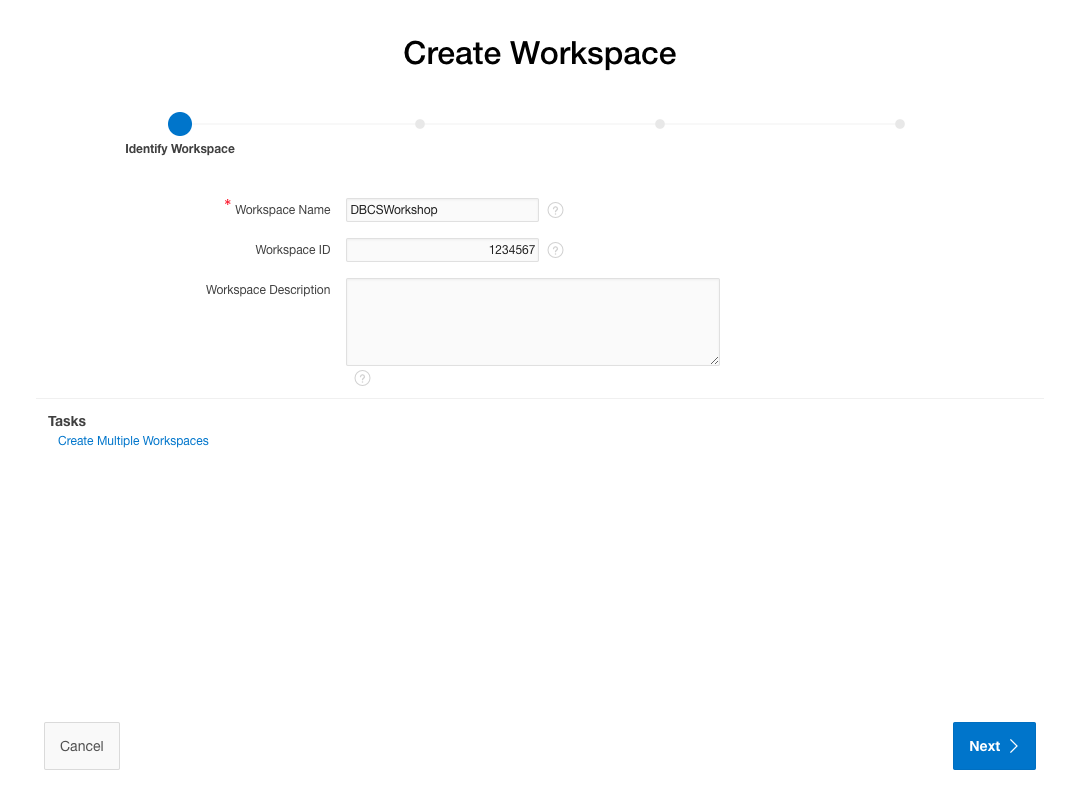 Create Workspace
Identify Workspace
* Workspace Name DBCSWorkshop ?
Workspace ID 1234567 ?
Workspace Description
?
Tasks
Create Multiple Workspaces
Cancel Next